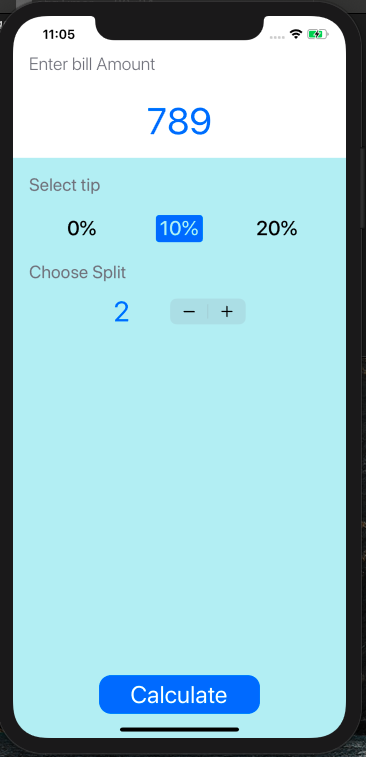 11:05
Enter bill Amount
789
Select tip
0% 10% 20%
Choose Split
2 − +
Calculate